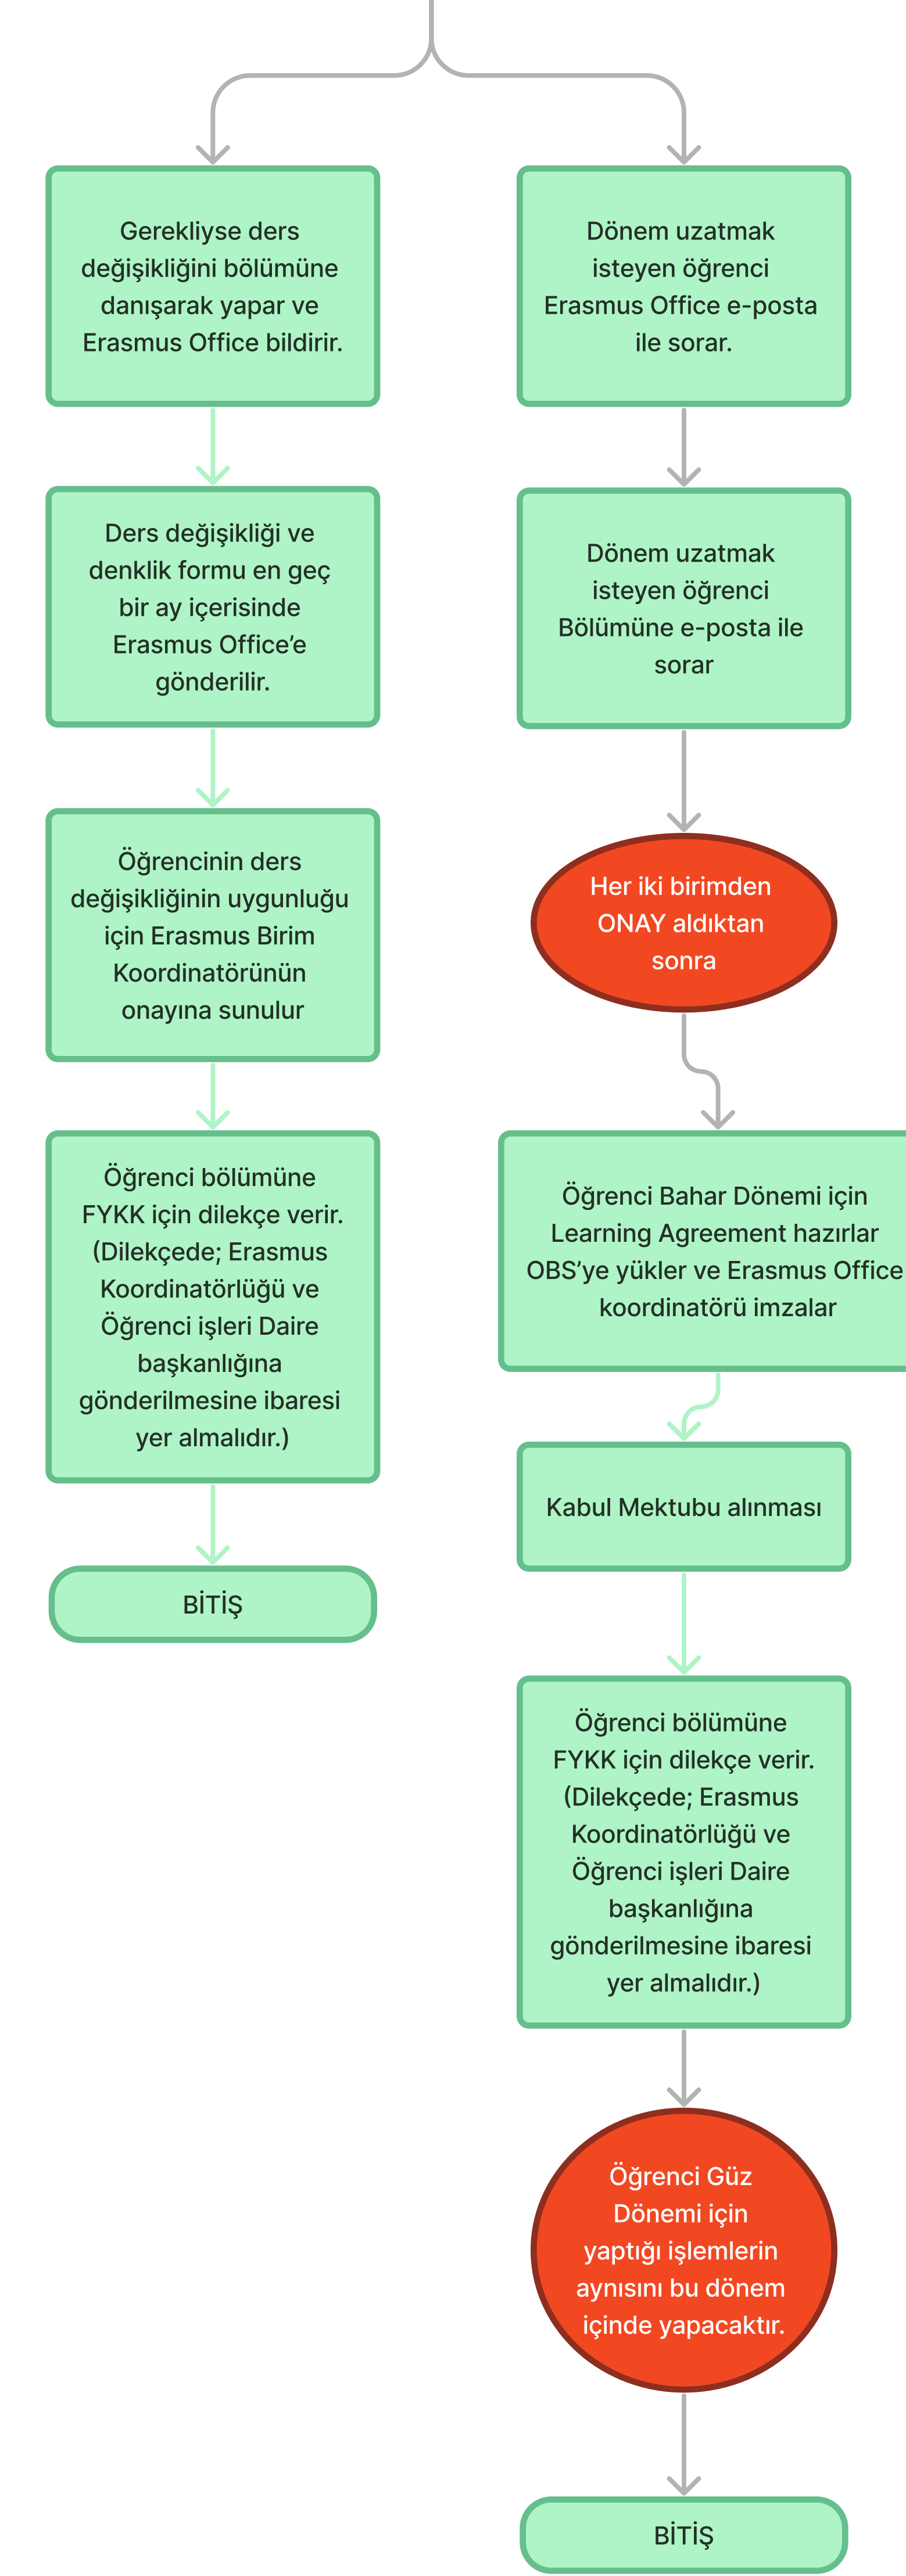 Gerekliyse ders
değişikliğini bölümüne
danışarak yapar ve
Erasmus Office bildirir.
Ders değişikliği ve
denklik formu en geç
bir ay içerisinde
Erasmus Office’e
gönderilir.
Öğrencinin ders
değişikliğinin uygunluğu
için Erasmus Birim
Koordinatörünün
onayına sunulur
Öğrenci bölümüne
FYKK için dilekçe verir.
(Dilekçede; Erasmus
Koordinatörlüğü ve
Öğrenci işleri Daire
başkanlığına
gönderilmesine ibaresi
yer almalıdır.)
BİTİŞ
Dönem uzatmak
isteyen öğrenci
Erasmus Office e-posta
ile sorar.
Dönem uzatmak
isteyen öğrenci
Bölümüne e-posta ile
sorar
Her iki birimden
ONAY aldıktan
sonra
Öğrenci Bahar Dönemi için
Learning Agreement hazırlar
OBS’ye yükler ve Erasmus Office
koordinatörü imzalar
Kabul Mektubu alınması
Öğrenci bölümüne
FYKK için dilekçe verir.
(Dilekçede; Erasmus
Koordinatörlüğü ve
Öğrenci işleri Daire
başkanlığına
gönderilmesine ibaresi
yer almalıdır.)
Öğrenci Güz
Dönemi için
yaptığı işlemlerin
aynısını bu dönem
içinde yapacaktır.
BİTİŞ